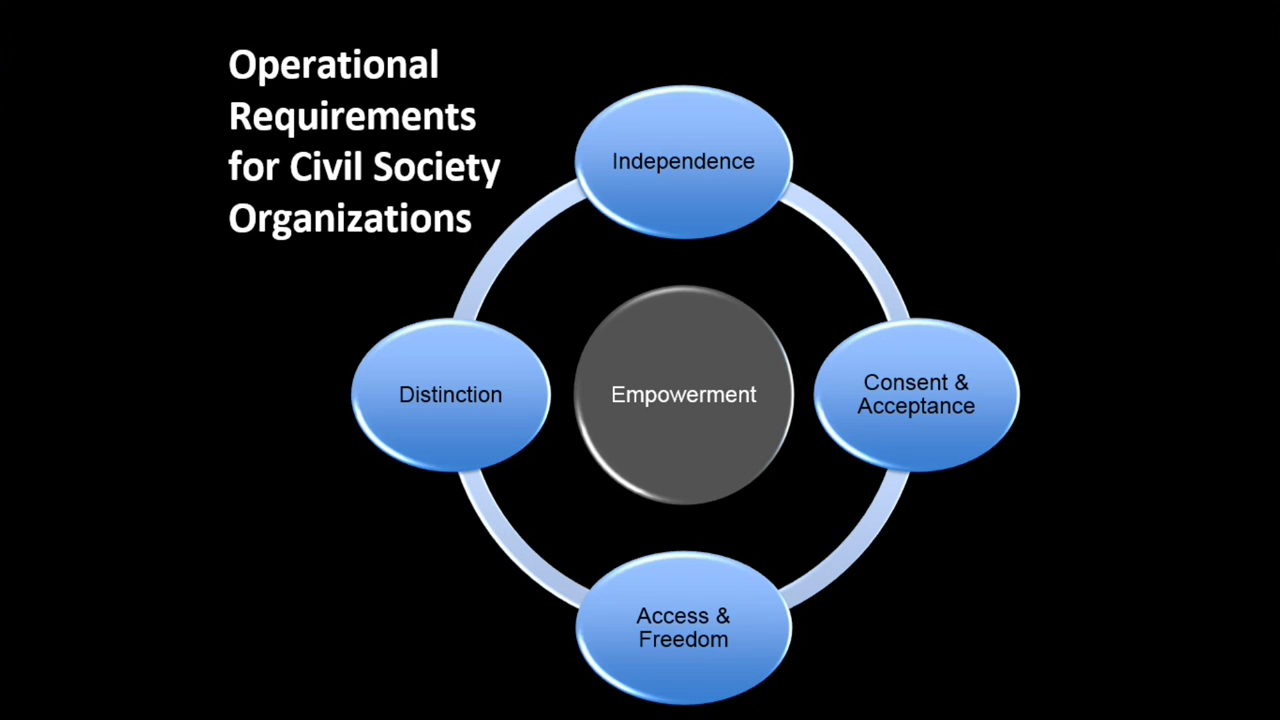 Operational
Requirements
for Civil Society
Organizations
Independence
Distinction
Empowerment
Consent &
Acceptance
Access &
Freedom